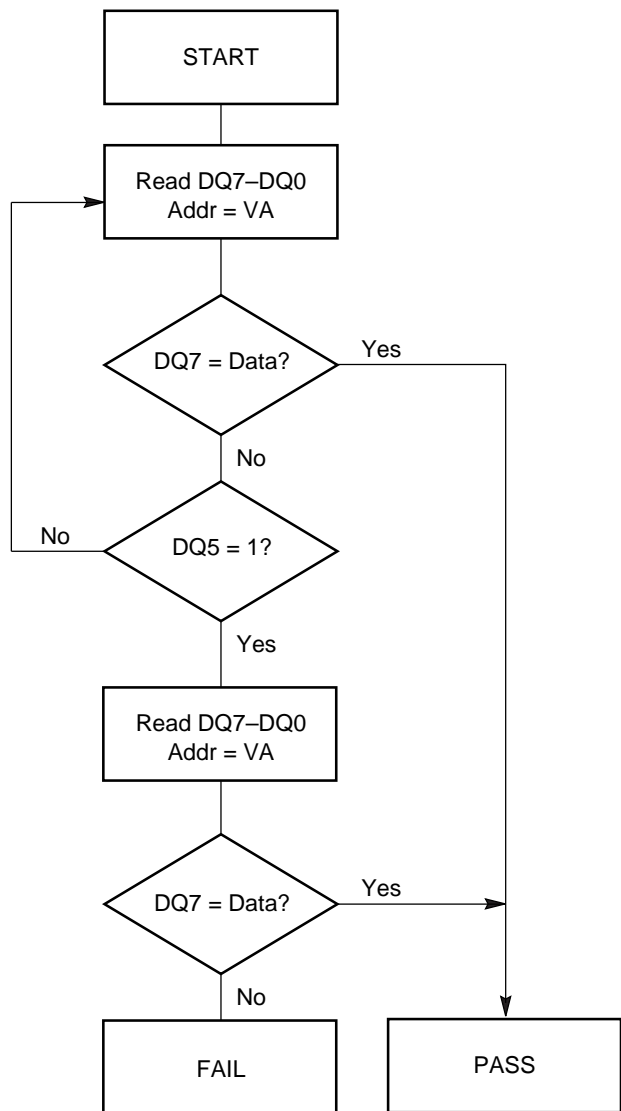 START
Read DQ7–DQ0
Addr = VA
DQ7 = Data?
Yes
No
No
DQ5 = 1?
Yes
Read DQ7–DQ0
Addr = VA
DQ7 = Data?
Yes
No
FAIL
PASS